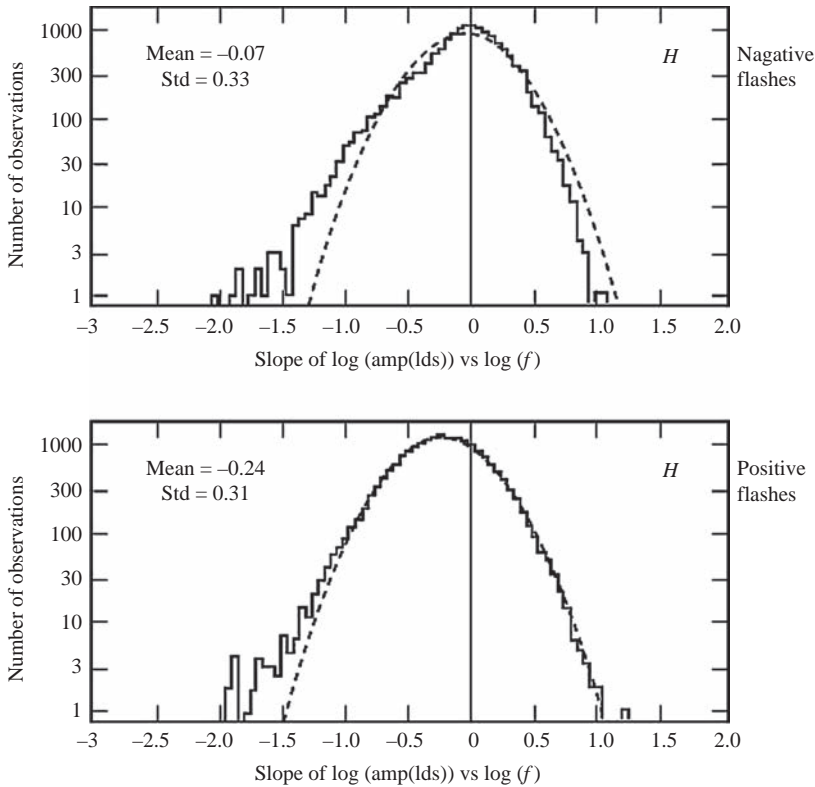 1000
300
100
30
10
3
1
Number of observations
Mean = –0.07
Std = 0.33
H
Nagative
flashes
–3 –2.5 –2.0 –1.5 –1.0 –0.5 0 0.5 1.0 1.5 2.0
Slope of log (amp(lds)) vs log (f)
1000
300
100
30
10
3
1
Number of observations
Mean = –0.24
Std = 0.31
H
Positive
flashes
–3 –2.5 –2.0 –1.5 –1.0 –0.5 0 0.5 1.0 1.5 2.0
Slope of log (amp(lds)) vs log (f)